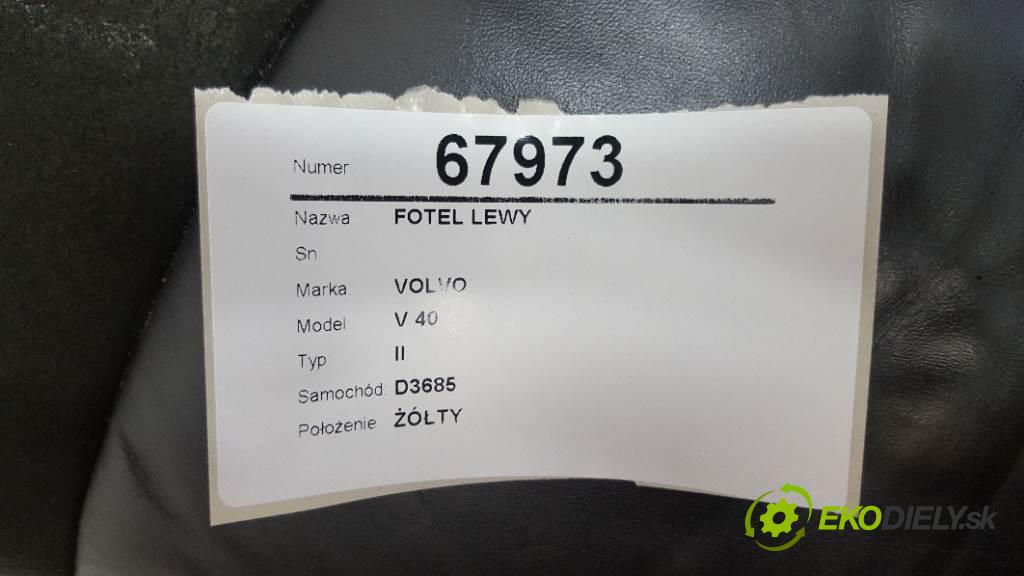 Numer 67973
Nazwa FOTEL LEWY
Sn
Marka VOLVO
Model V 40
Typ II
Samochód: D3685
Położenie ŻÓŁTY
EKODIELY.sk